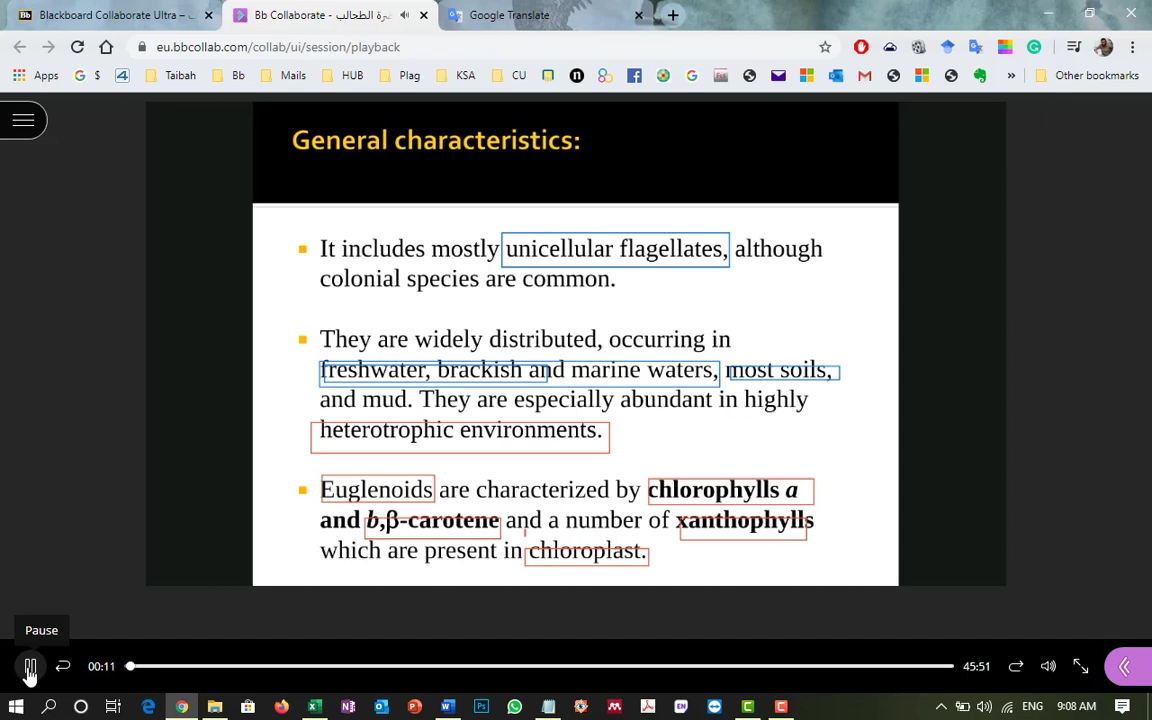 Blackboard Collaborate Ultra –
Bb Collaborate - ضرة الطحالب
Google Translate
eu.bbcollab.com/collab/ui/session/playback
Apps
$
Taibah
Bb
Mails
HUB
Plag
KSA
CU
Other bookmarks
General characteristics:
It includes mostly unicellular flagellates, although
colonial species are common.
They are widely distributed, occurring in
freshwater, brackish and marine waters, most soils,
and mud. They are especially abundant in highly
heterotrophic environments.
Euglenoids are characterized by chlorophylls a
and b,β-carotene and a number of xanthophylls
which are present in chloroplast.
Pause
00:11
45:51
ENG
9:08 AM